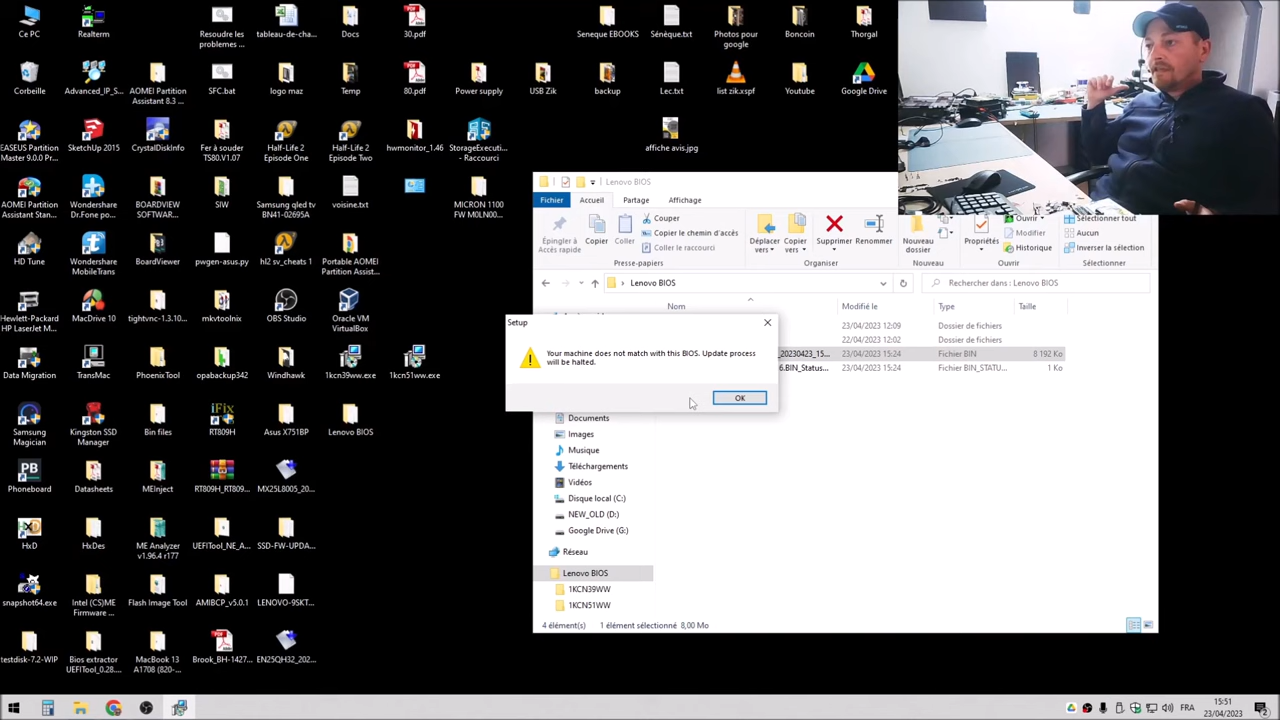 Ce PC
Realterm
Resoudre les
problemes ...
tableau-de-cha...
Docs
30.pdf
Seneque EBOOKS
Sénèque.txt
Photos pour
google
Boncoin
Thorgal
Corbeille
Advanced_IP_S...
AOMEI Partition
Assistant 8.3 ...
SFC.bat
logo maz
Temp
80.pdf
Power supply
USB Zik
backup
Lec.txt
list zik.xspf
Youtube
Google Drive
EASEUS Partition
Master 9.0.0 Pr...
SketchUp 2015
CrystalDiskInfo
Fer à souder
TS80.V1.07
Half-Life 2
Episode One
Half-Life 2
Episode Two
hwmonitor_1.46
StorageExecuti...
- Raccourci
affiche avis.jpg
AOMEI Partition
Assistant Stan...
Wondershare
Dr.Fone po...
BOARDVIEW
SOFTWAR...
SIW
Samsung qled tv
BN41-02695A
voisine.txt
MICRON 1100
FW M0LN00...
HD Tune
Wondershare
MobileTrans
BoardViewer
pwgen-asus.py
hl2 sv_cheats 1
Portable AOMEI
Partition Assist...
Hewlett-Packard
HP LaserJet M...
MacDrive 10
tightvnc-1.3.10...
mkvtoolnix
OBS Studio
Oracle VM
VirtualBox
Data Migration
TransMac
PhoenixTool
opabackup342
Windhawk
1kcn39ww.exe
1kcn51ww.exe
Samsung
Magician
Kingston SSD
Manager
Bin files
iFix
RT809H
Asus X751BP
Lenovo BIOS
Phoneboard
Datasheets
MEInject
RT809H_RT809...
MX25L8005_20...
HxD
HxDes
ME Analyzer
v1.96.4 r177
UEFITool_NE_A...
SSD-FW-UPDA...
snapshot64.exe
Intel (CS)ME
Firmware ...
Flash Image Tool
AMIBCP_v5.0.1
LENOVO-9SKT...
testdisk-7.2-WIP
Bios extractor
UEFITool_0.28....
MacBook 13
A1708 (820-...
Brook_BH-1427...
EN25QH32_202...
Lenovo BIOS
Fichier
Accueil
Partage
Affichage
Épingler à
Accès rapide
Copier
Coller
Couper
Copier le chemin d'accès
Coller le raccourci
Presse-papiers
Déplacer
vers
Copier
vers
Supprimer
Renommer
Organiser
Nouveau
dossier
Nouveau
Propriétés
Ouvrir
Modifier
Historique
Ouvrir
Sélectionner tout
Aucun
Inverser la sélection
Sélectionner
Lenovo BIOS
Rechercher dans : Lenovo BIOS
Nom
Modifié le
Type
Taille
23/04/2023 12:09
Dossier de fichiers
22/04/2023 12:02
Dossier de fichiers
_20230423_15...
23/04/2023 15:24
Fichier BIN
8 192 Ko
6.BIN_Status...
23/04/2023 15:24
Fichier BIN_STATU...
1 Ko
Setup
Your machine does not match with this BIOS. Update process
will be halted.
OK
Documents
Images
Musique
Téléchargements
Vidéos
Disque local (C:)
NEW_OLD (D:)
Google Drive (G:)
Réseau
Lenovo BIOS
1KCN39WW
1KCN51WW
4 élément(s)
1 élément sélectionné 8,00 Mo
FRA
15:51
23/04/2023
2